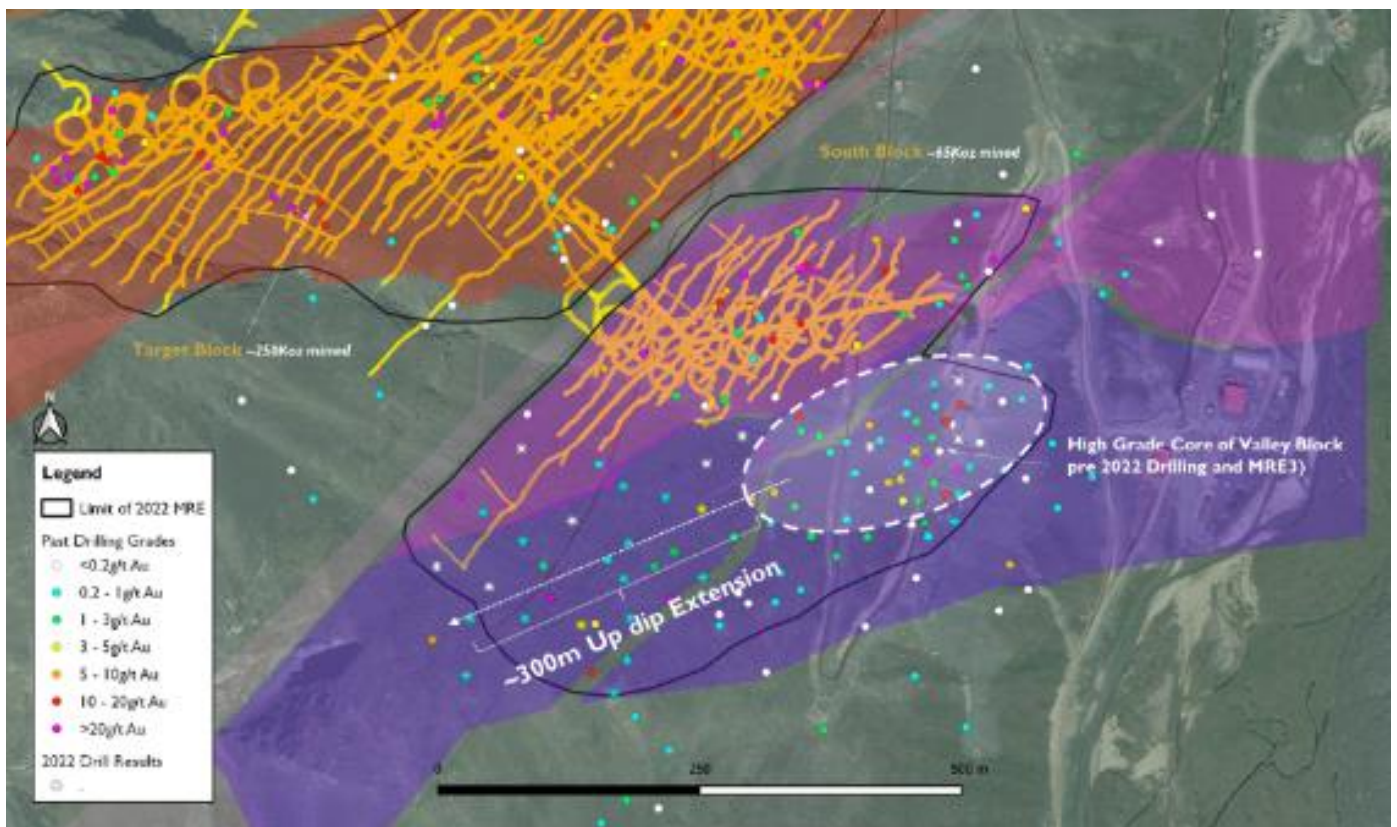 South Block ~65Koz mined
Target Block ~258Koz mined
High Grade Core of Valley Block
pre 2022 Drilling and MRE3)
~300m Up dip Extension
N
Legend
Limit of 2022 MRE
Past Drilling Grades
<0.2g/t Au
0.2 - 1g/t Au
1 - 3g/t Au
3 - 5g/t Au
5 - 10g/t Au
10 - 20g/t Au
>20g/t Au
2022 Drill Results
0 250 500 m